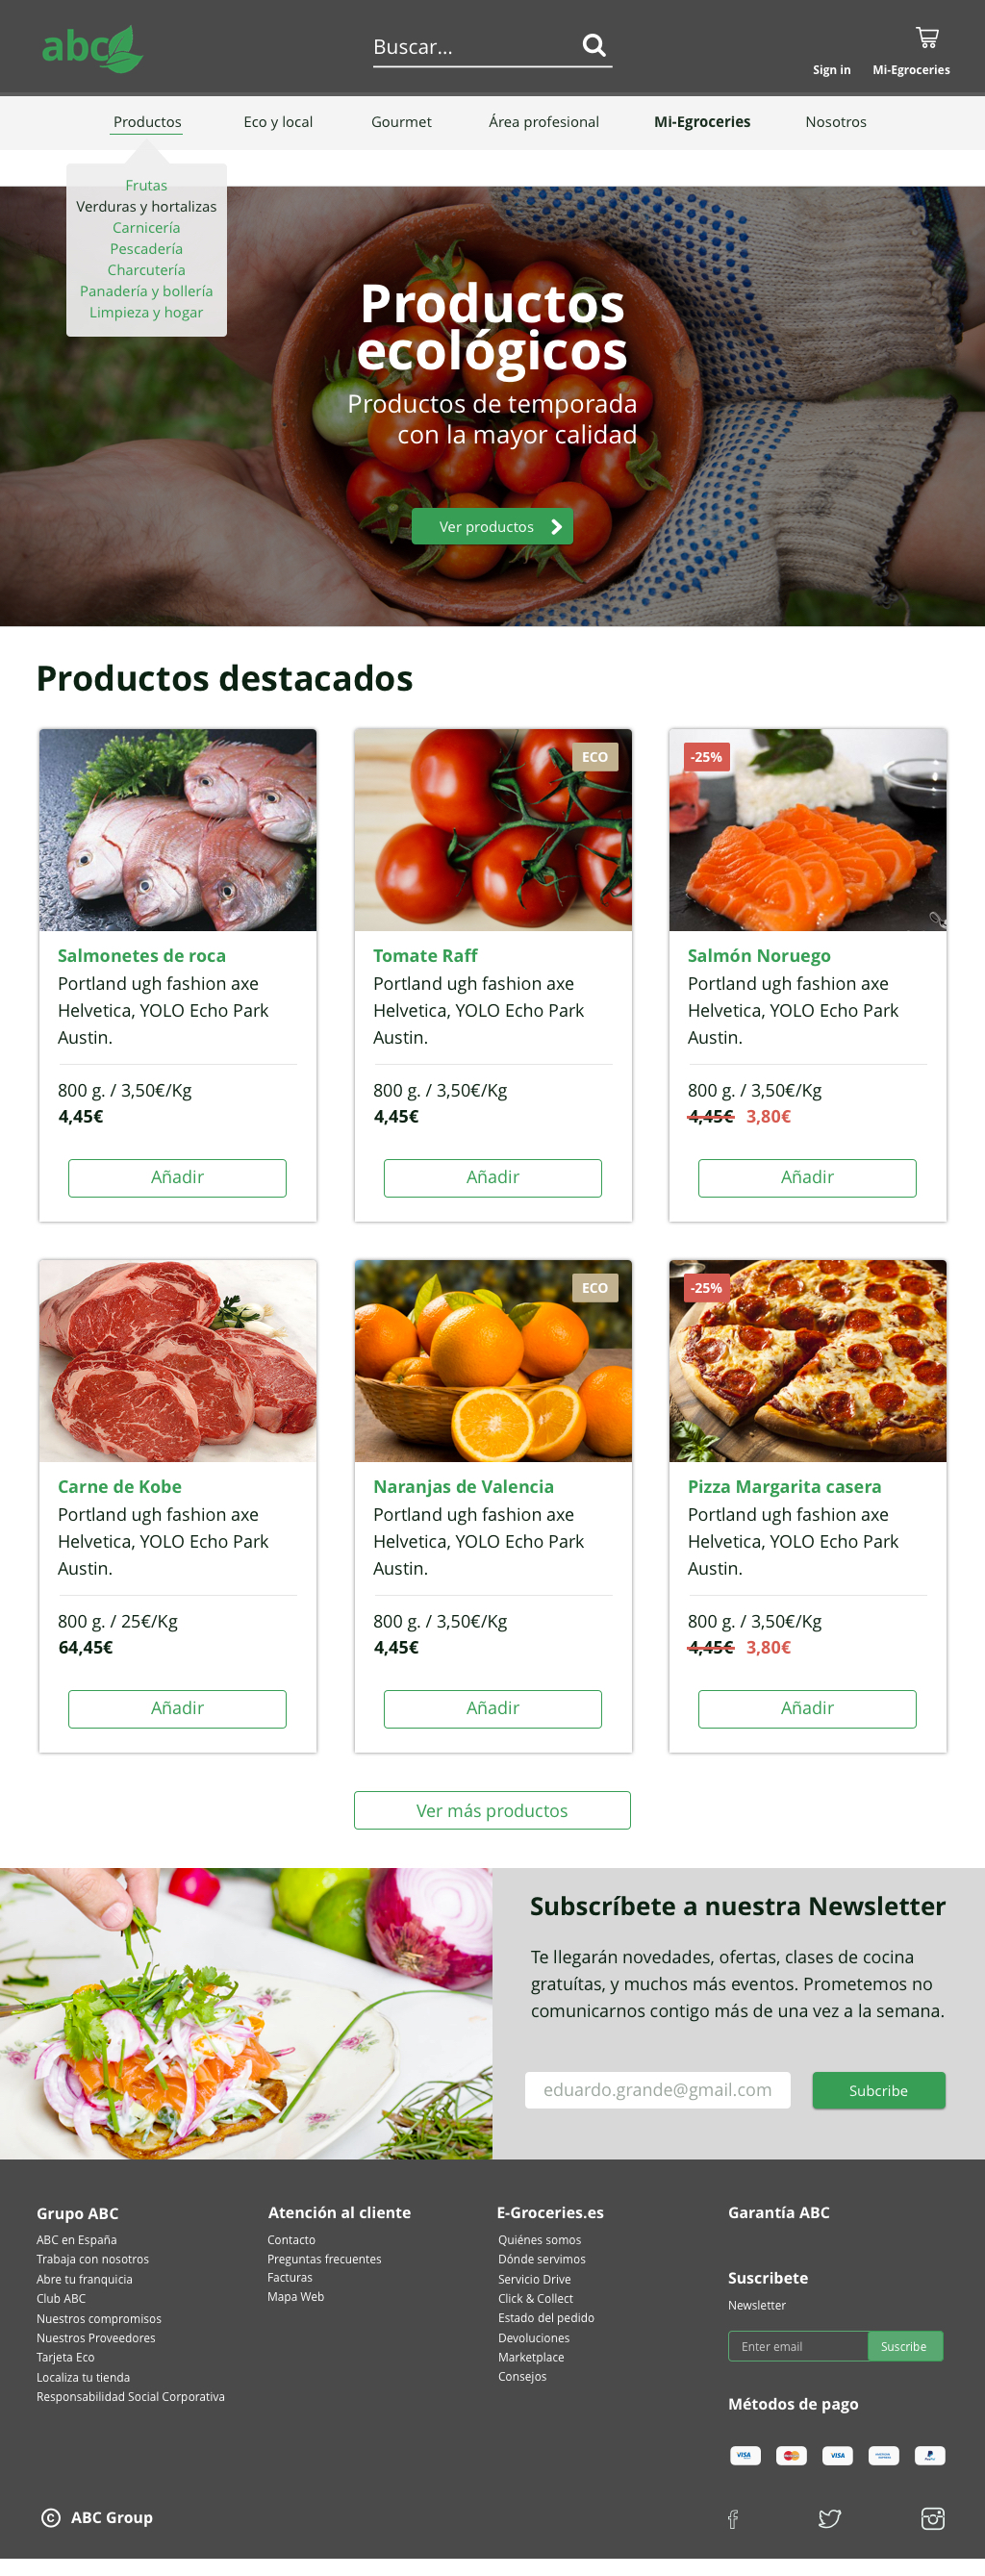 abc
Buscar...
Sign in
Mi-Egroceries
Productos
Eco y local
Gourmet
Área profesional
Mi-Egroceries
Nosotros
Frutas
Verduras y hortalizas
Carnicería
Pescadería
Charcutería
Panadería y bollería
Limpieza y hogar
Productos
ecológicos
Productos de temporada
con la mayor calidad
Ver productos
Productos destacados
Salmonetes de roca
Portland ugh fashion axe
Helvetica, YOLO Echo Park
Austin.
800 g. / 3,50€/Kg
4,45€
Añadir
ECO
Tomate Raff
Portland ugh fashion axe
Helvetica, YOLO Echo Park
Austin.
800 g. / 3,50€/Kg
4,45€
Añadir
-25%
Salmón Noruego
Portland ugh fashion axe
Helvetica, YOLO Echo Park
Austin.
800 g. / 3,50€/Kg
4,45€ 3,80€
Añadir
Carne de Kobe
Portland ugh fashion axe
Helvetica, YOLO Echo Park
Austin.
800 g. / 25€/Kg
64,45€
Añadir
ECO
Naranjas de Valencia
Portland ugh fashion axe
Helvetica, YOLO Echo Park
Austin.
800 g. / 3,50€/Kg
4,45€
Añadir
-25%
Pizza Margarita casera
Portland ugh fashion axe
Helvetica, YOLO Echo Park
Austin.
800 g. / 3,50€/Kg
4,45€ 3,80€
Añadir
Ver más productos
Subscríbete a nuestra Newsletter
Te llegarán novedades, ofertas, clases de cocina
gratuítas, y muchos más eventos. Prometemos no
comunicarnos contigo más de una vez a la semana.
eduardo.grande@gmail.com
Subcribe
Grupo ABC
ABC en España
Trabaja con nosotros
Abre tu franquicia
Club ABC
Nuestros compromisos
Nuestros Proveedores
Tarjeta Eco
Localiza tu tienda
Responsabilidad Social Corporativa
Atención al cliente
Contacto
Preguntas frecuentes
Facturas
Mapa Web
E-Groceries.es
Quiénes somos
Dónde servimos
Servicio Drive
Click & Collect
Estado del pedido
Devoluciones
Marketplace
Consejos
Garantía ABC
Suscribete
Newsletter
Enter email
Suscribe
Métodos de pago
VISA
VISA
© ABC Group